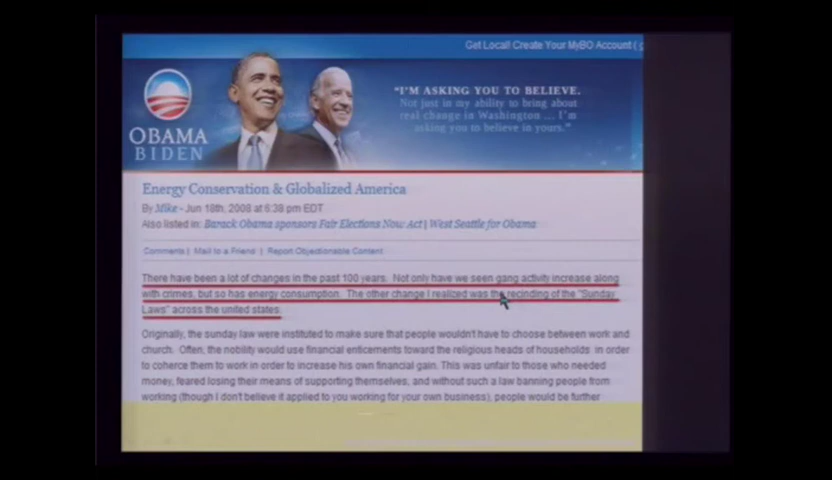 Get Local! Create Your MyBO Account (
"I'M ASKING YOU TO BELIEVE.
Not just in my ability to bring about
real change in Washington ... I'm
asking you to believe in yours."
OBAMA
BIDEN
Energy Conservation & Globalized America
By Mike - Jun 18th, 2008 at 6:38 pm EDT
Also listed in: Barack Obama sponsors Fair Elections Now Act | West Seattle for Obama
Comments | Mail to a Friend | Report Objectionable Content
There have been a lot of changes in the past 100 years. Not only have we seen gang activity increase along
with crimes, but so has energy consumption. The other change I realized was the recinding of the "Sunday
Laws" across the united states.
Originally, the sunday law were instituted to make sure that people wouldn't have to choose between work and
church. Often, the nobility would use financial enticements toward the religious heads of households in order
to coherce them to work in order to increase his own financial gain. This was unfair to those who needed
money, feared losing their means of supporting themselves, and without such a law banning people from
working (though I don't believe it applied to you working for your own business), people would be further